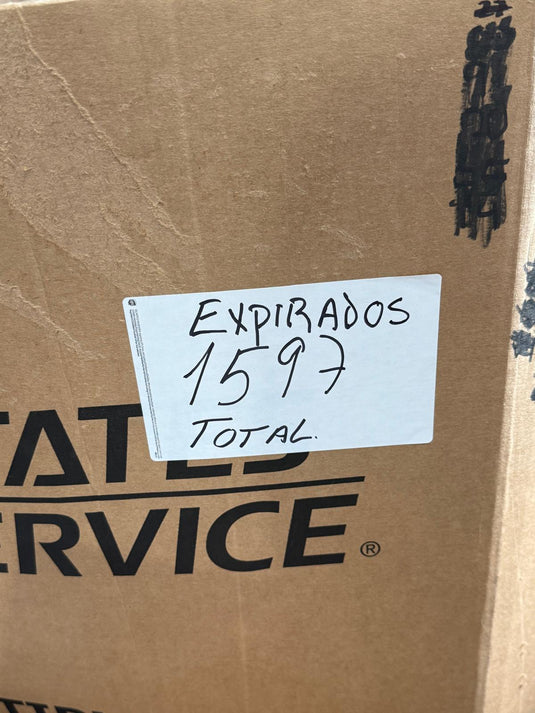 EXPIRADOS
1597
TOTAL.
TATES
ERVICE®